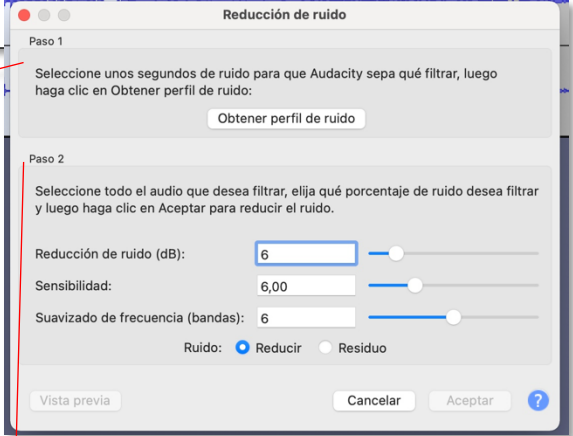 Reducción de ruido
Paso 1
Seleccione unos segundos de ruido para que Audacity sepa qué filtrar, luego
haga clic en Obtener perfil de ruido:
Obtener perfil de ruido
Paso 2
Seleccione todo el audio que desea filtrar, elija qué porcentaje de ruido desea filtrar
y luego haga clic en Aceptar para reducir el ruido.
Reducción de ruido (dB): 6
Sensibilidad: 6,00
Suavizado de frecuencia (bandas): 6
Ruido: Reducir Residuo
Vista previa Cancelar Aceptar ?